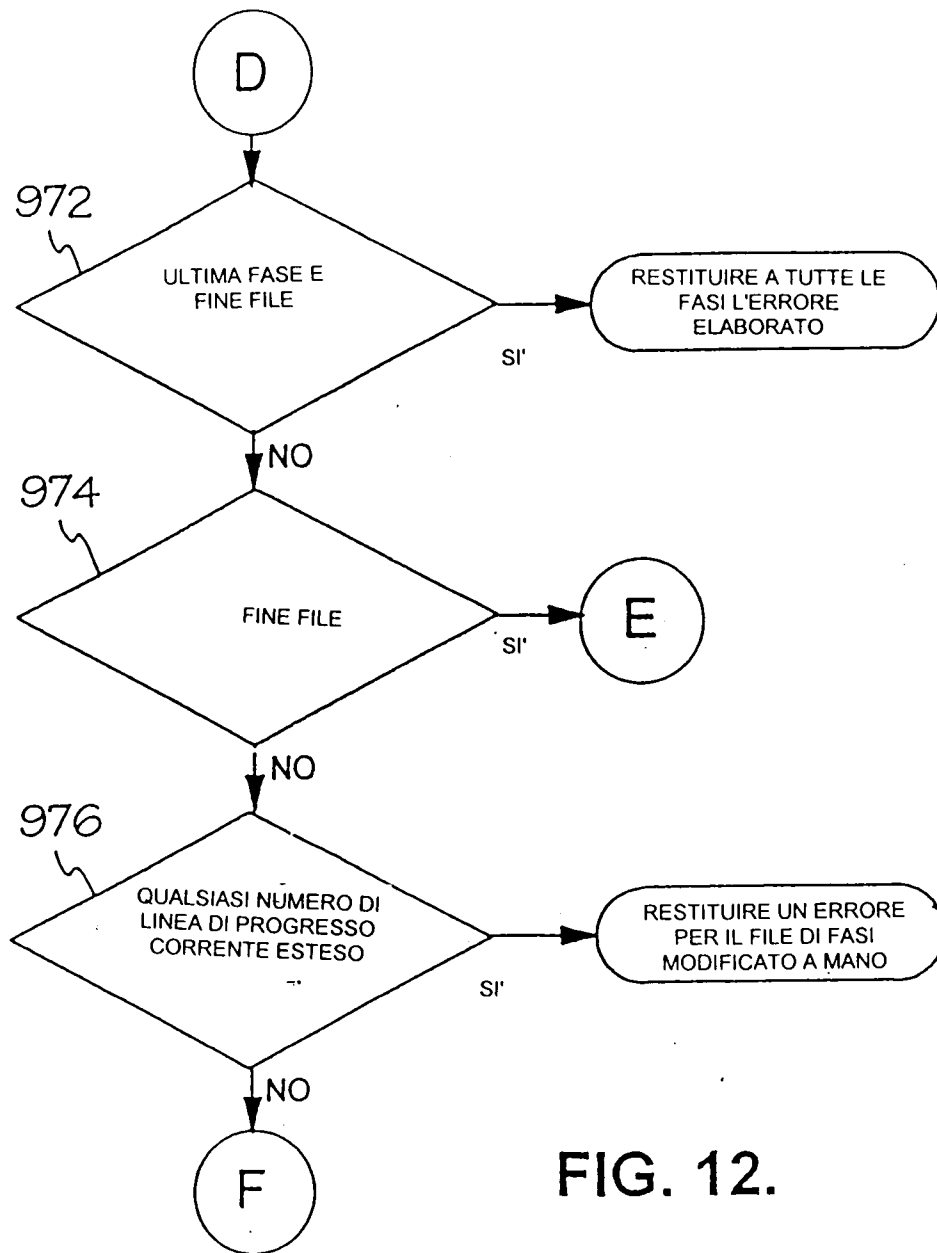 D
972
ULTIMA FASE E
FINE FILE
SI'
RESTITUIRE A TUTTE LE
FASI L'ERRORE
ELABORATO
NO
974
FINE FILE
SI'
E
NO
976
QUALSIASI NUMERO DI
LINEA DI PROGRESSO
CORRENTE ESTESO
SI'
RESTITUIRE UN ERRORE
PER IL FILE DI FASI
MODIFICATO A MANO
NO
F
FIG. 12.